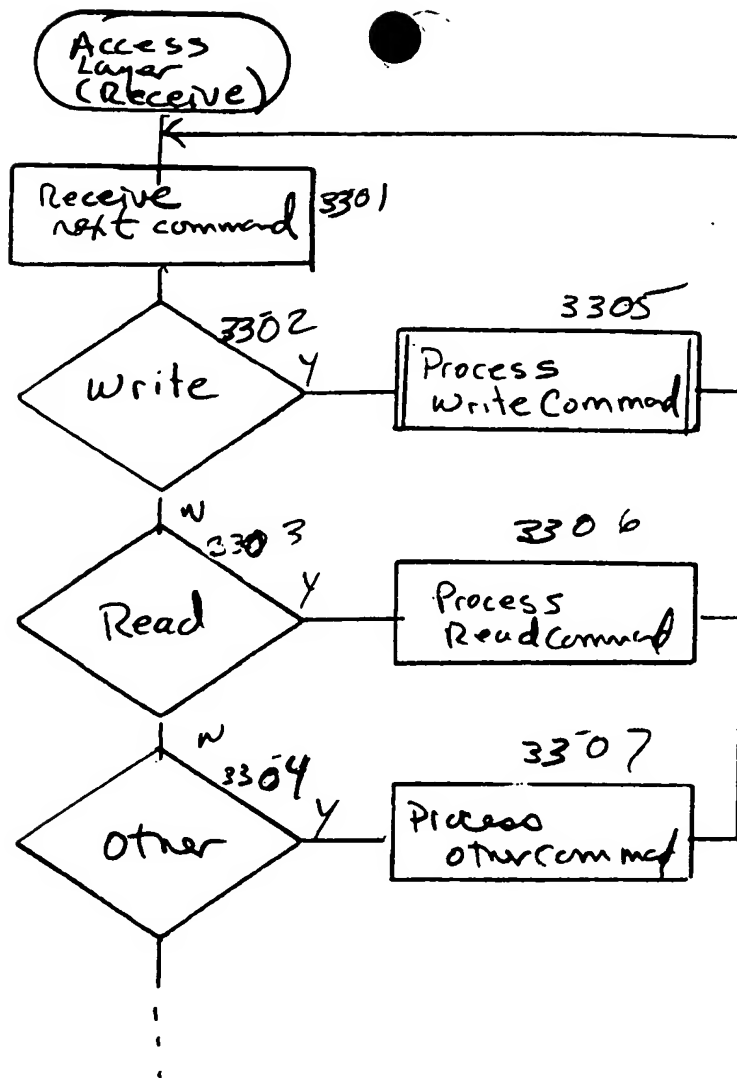 Access
Layer
(Receive)
Receive
next command
3301
3302
Write
Y
3305
Process
Write Command
N
3303
Read
Y
3306
Process
Read Command
N
3304
Other
Y
3307
Process
other command